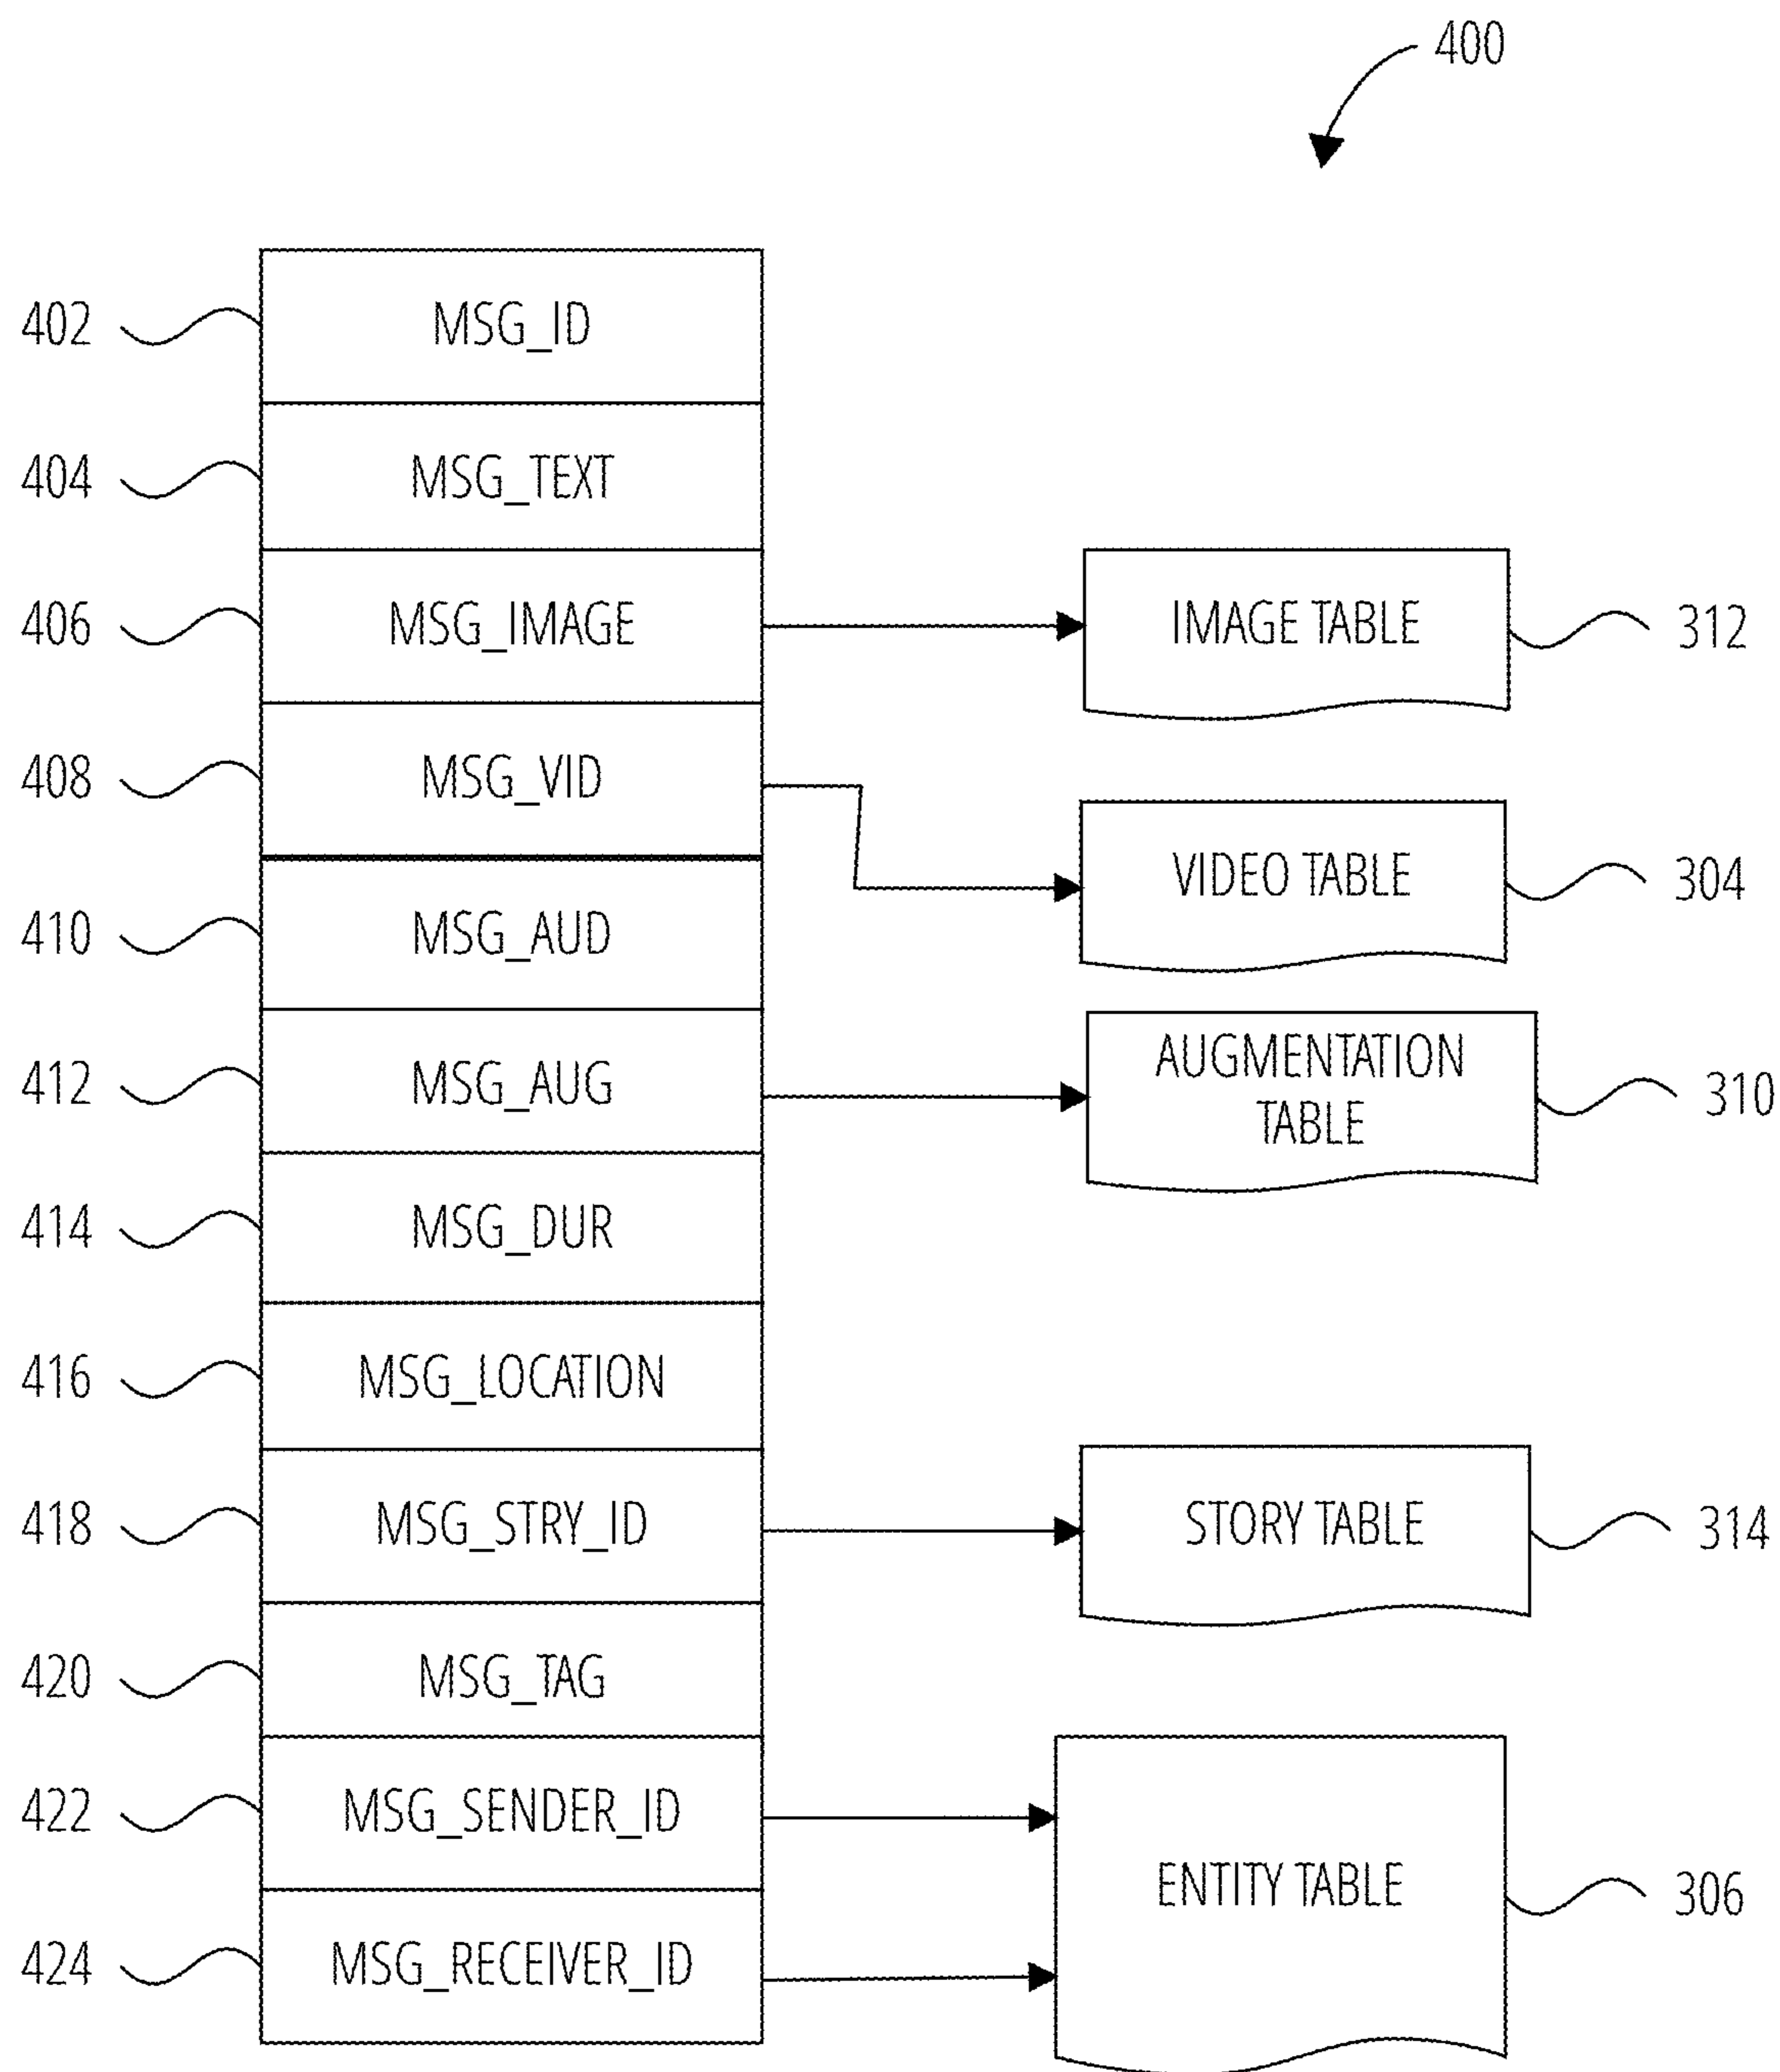 400
402 MSG_ID
404 MSG_TEXT
406 MSG_IMAGE IMAGE TABLE 312
408 MSG_VID VIDEO TABLE 304
410 MSG_AUD
412 MSG_AUG AUGMENTATION
TABLE 310
414 MSG_DUR
416 MSG_LOCATION
418 MSG_STRY_ID STORY TABLE 314
420 MSG_TAG
422 MSG_SENDER_ID
ENTITY TABLE 306
424 MSG_RECEIVER_ID